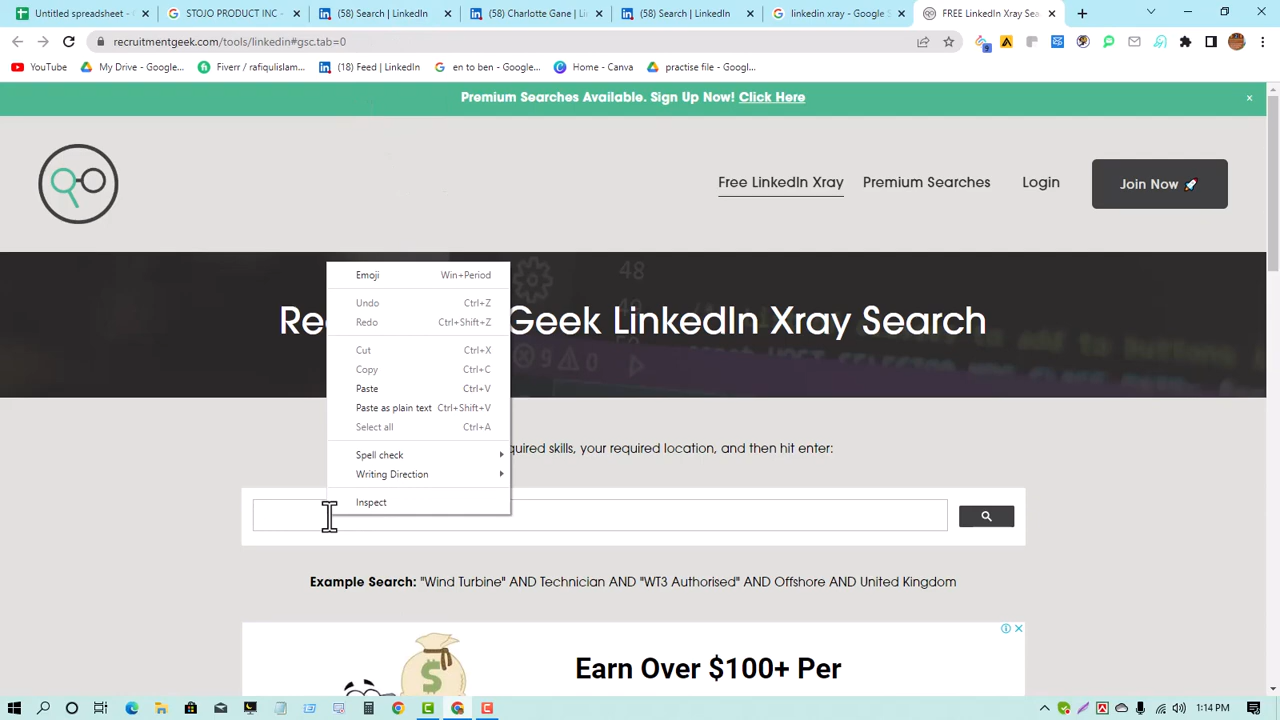 Untitled spreadsheet - G
STOJO PRODUCT INC -
(58) Search | LinkedIn
(58) Charlotte Gane | Lin
(58) Search | LinkedIn
linkedin xray - Google S
FREE LinkedIn Xray Sea
recruitmentgeek.com/tools/linkedin#gsc.tab=0
9
YouTube
My Drive - Google...
Fiverr / rafiqulislam...
(18) Feed | LinkedIn
en to ben - Google...
Home - Canva
practise file - Goog...
Premium Searches Available. Sign Up Now! Click Here
Free LinkedIn Xray
Premium Searches
Login
Join Now 🚀
48
Rec
Geek LinkedIn Xray Search
Emoji Win+Period
Undo Ctrl+Z
Redo Ctrl+Shift+Z
Cut Ctrl+X
Copy Ctrl+C
Paste Ctrl+V
Paste as plain text Ctrl+Shift+V
Select all Ctrl+A
Spell check
Writing Direction
Inspect
quired skills, your required location, and then hit enter:
Example Search: "Wind Turbine" AND Technician AND "WT3 Authorised" AND Offshore AND United Kingdom
Earn Over $100+ Per
1:14 PM